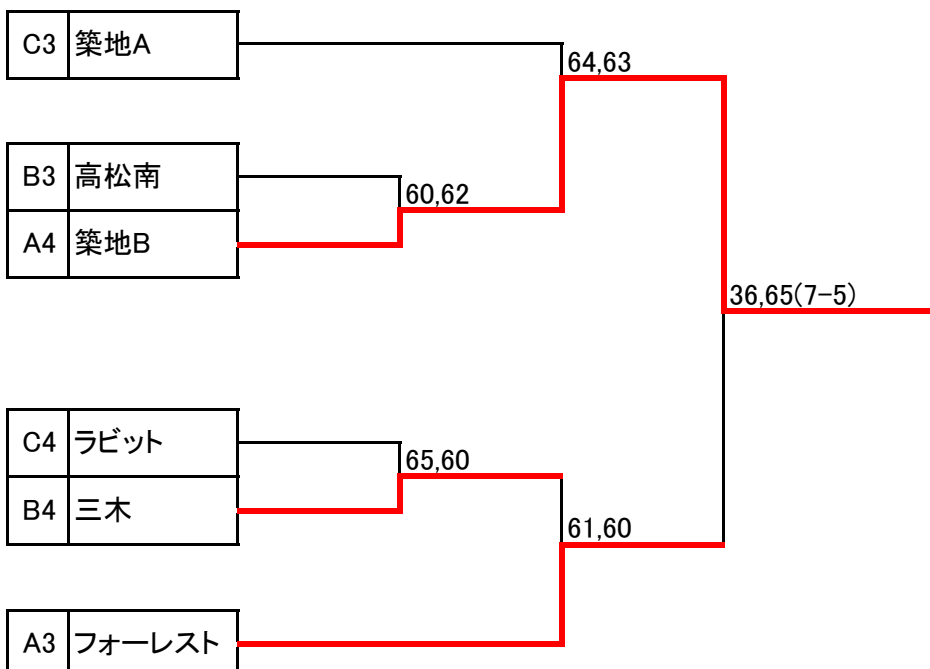 C3 築地A
64,63
B3 高松南
60,62
A4 築地B
36,65(7-5)
C4 ラビット
65,60
B4 三木
61,60
A3 フォーレスト